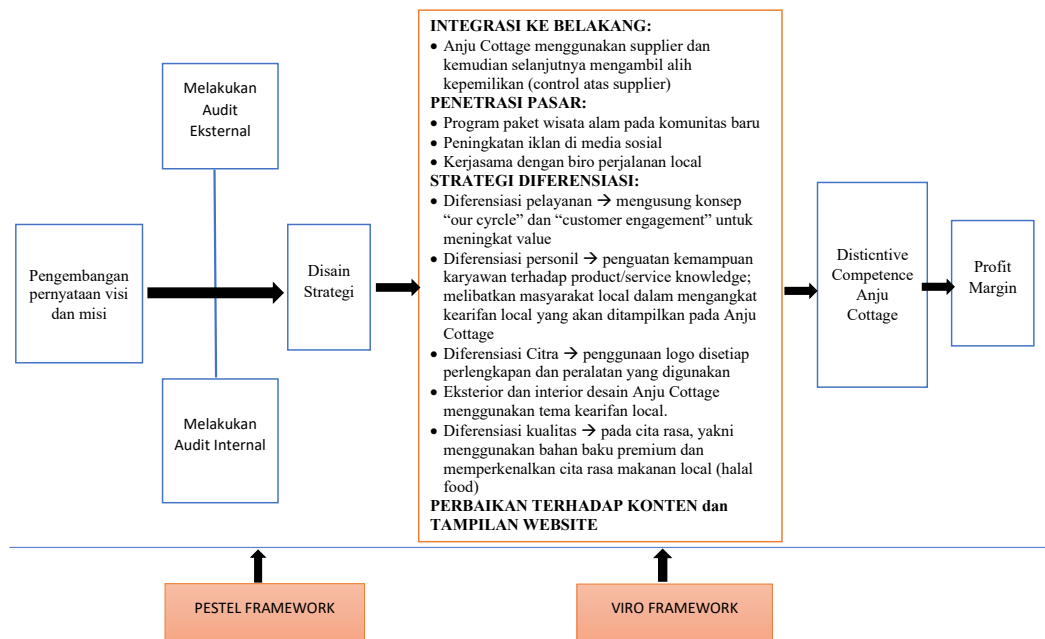 Melakukan
Audit
Eksternal
Pengembangan
pernyataan visi
dan misi
Melakukan
Audit Internal
Disain
Strategi
INTEGRASI KE BELAKANG:
• Anju Cottage menggunakan supplier dan
kemudian selanjutnya mengambil alih
kepemilikan (control atas supplier)
PENETRASI PASAR:
• Program paket wisata alam pada komunitas baru
• Peningkatan iklan di media sosial
• Kerjasama dengan biro perjalanan local
STRATEGI DIFERENSIASI:
• Diferensiasi pelayanan → mengusung konsep
“our cyrcle” dan “customer engagement” untuk
meningkat value
• Diferensiasi personil → penguatan kemampuan
karyawan terhadap product/service knowledge;
melibatkan masyarakat local dalam mengangkat
kearifan local yang akan ditampilkan pada Anju
Cottage
• Diferensiasi Citra → penggunaan logo disetiap
perlengkapan dan peralatan yang digunakan
• Eksterior dan interior desain Anju Cottage
menggunakan tema kearifan local.
• Diferensiasi kualitas → pada cita rasa, yakni
menggunakan bahan baku premium dan
memperkenalkan cita rasa makanan local (halal
food)
PERBAIKAN TERHADAP KONTEN dan
TAMPILAN WEBSITE
Disticntive
Competence
Anju
Cottage
Profit
Margin
PESTEL FRAMEWORK
VIRO FRAMEWORK